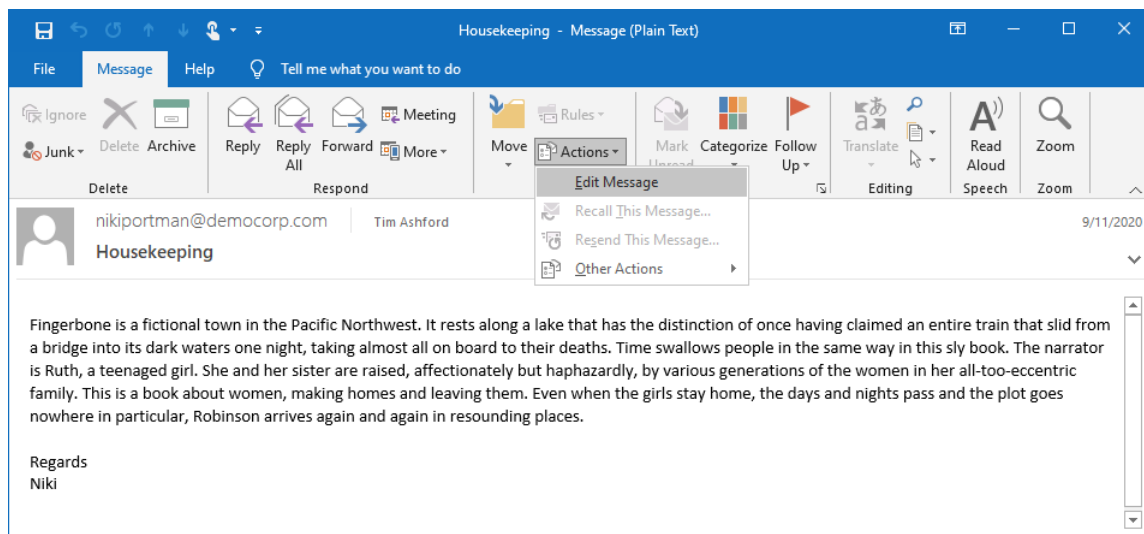 Housekeeping - Message (Plain Text)
File Message Help Tell me what you want to do
Ignore
Junk
Delete
Archive
Reply
Reply All
Forward
Meeting
More
Move
Rules
Actions
Mark Unread
Categorize
Follow Up
Translate
Read Aloud
Zoom
Delete Respond Editing Speech Zoom
Edit Message
Recall This Message...
Resend This Message...
Other Actions
nikiportman@democorp.com Tim Ashford 9/11/2020
Housekeeping
Fingerbone is a fictional town in the Pacific Northwest. It rests along a lake that has the distinction of once having claimed an entire train that slid from
a bridge into its dark waters one night, taking almost all on board to their deaths. Time swallows people in the same way in this sly book. The narrator
is Ruth, a teenaged girl. She and her sister are raised, affectionately but haphazardly, by various generations of the women in her all-too-eccentric
family. This is a book about women, making homes and leaving them. Even when the girls stay home, the days and nights pass and the plot goes
nowhere in particular, Robinson arrives again and again in resounding places.
Regards
Niki